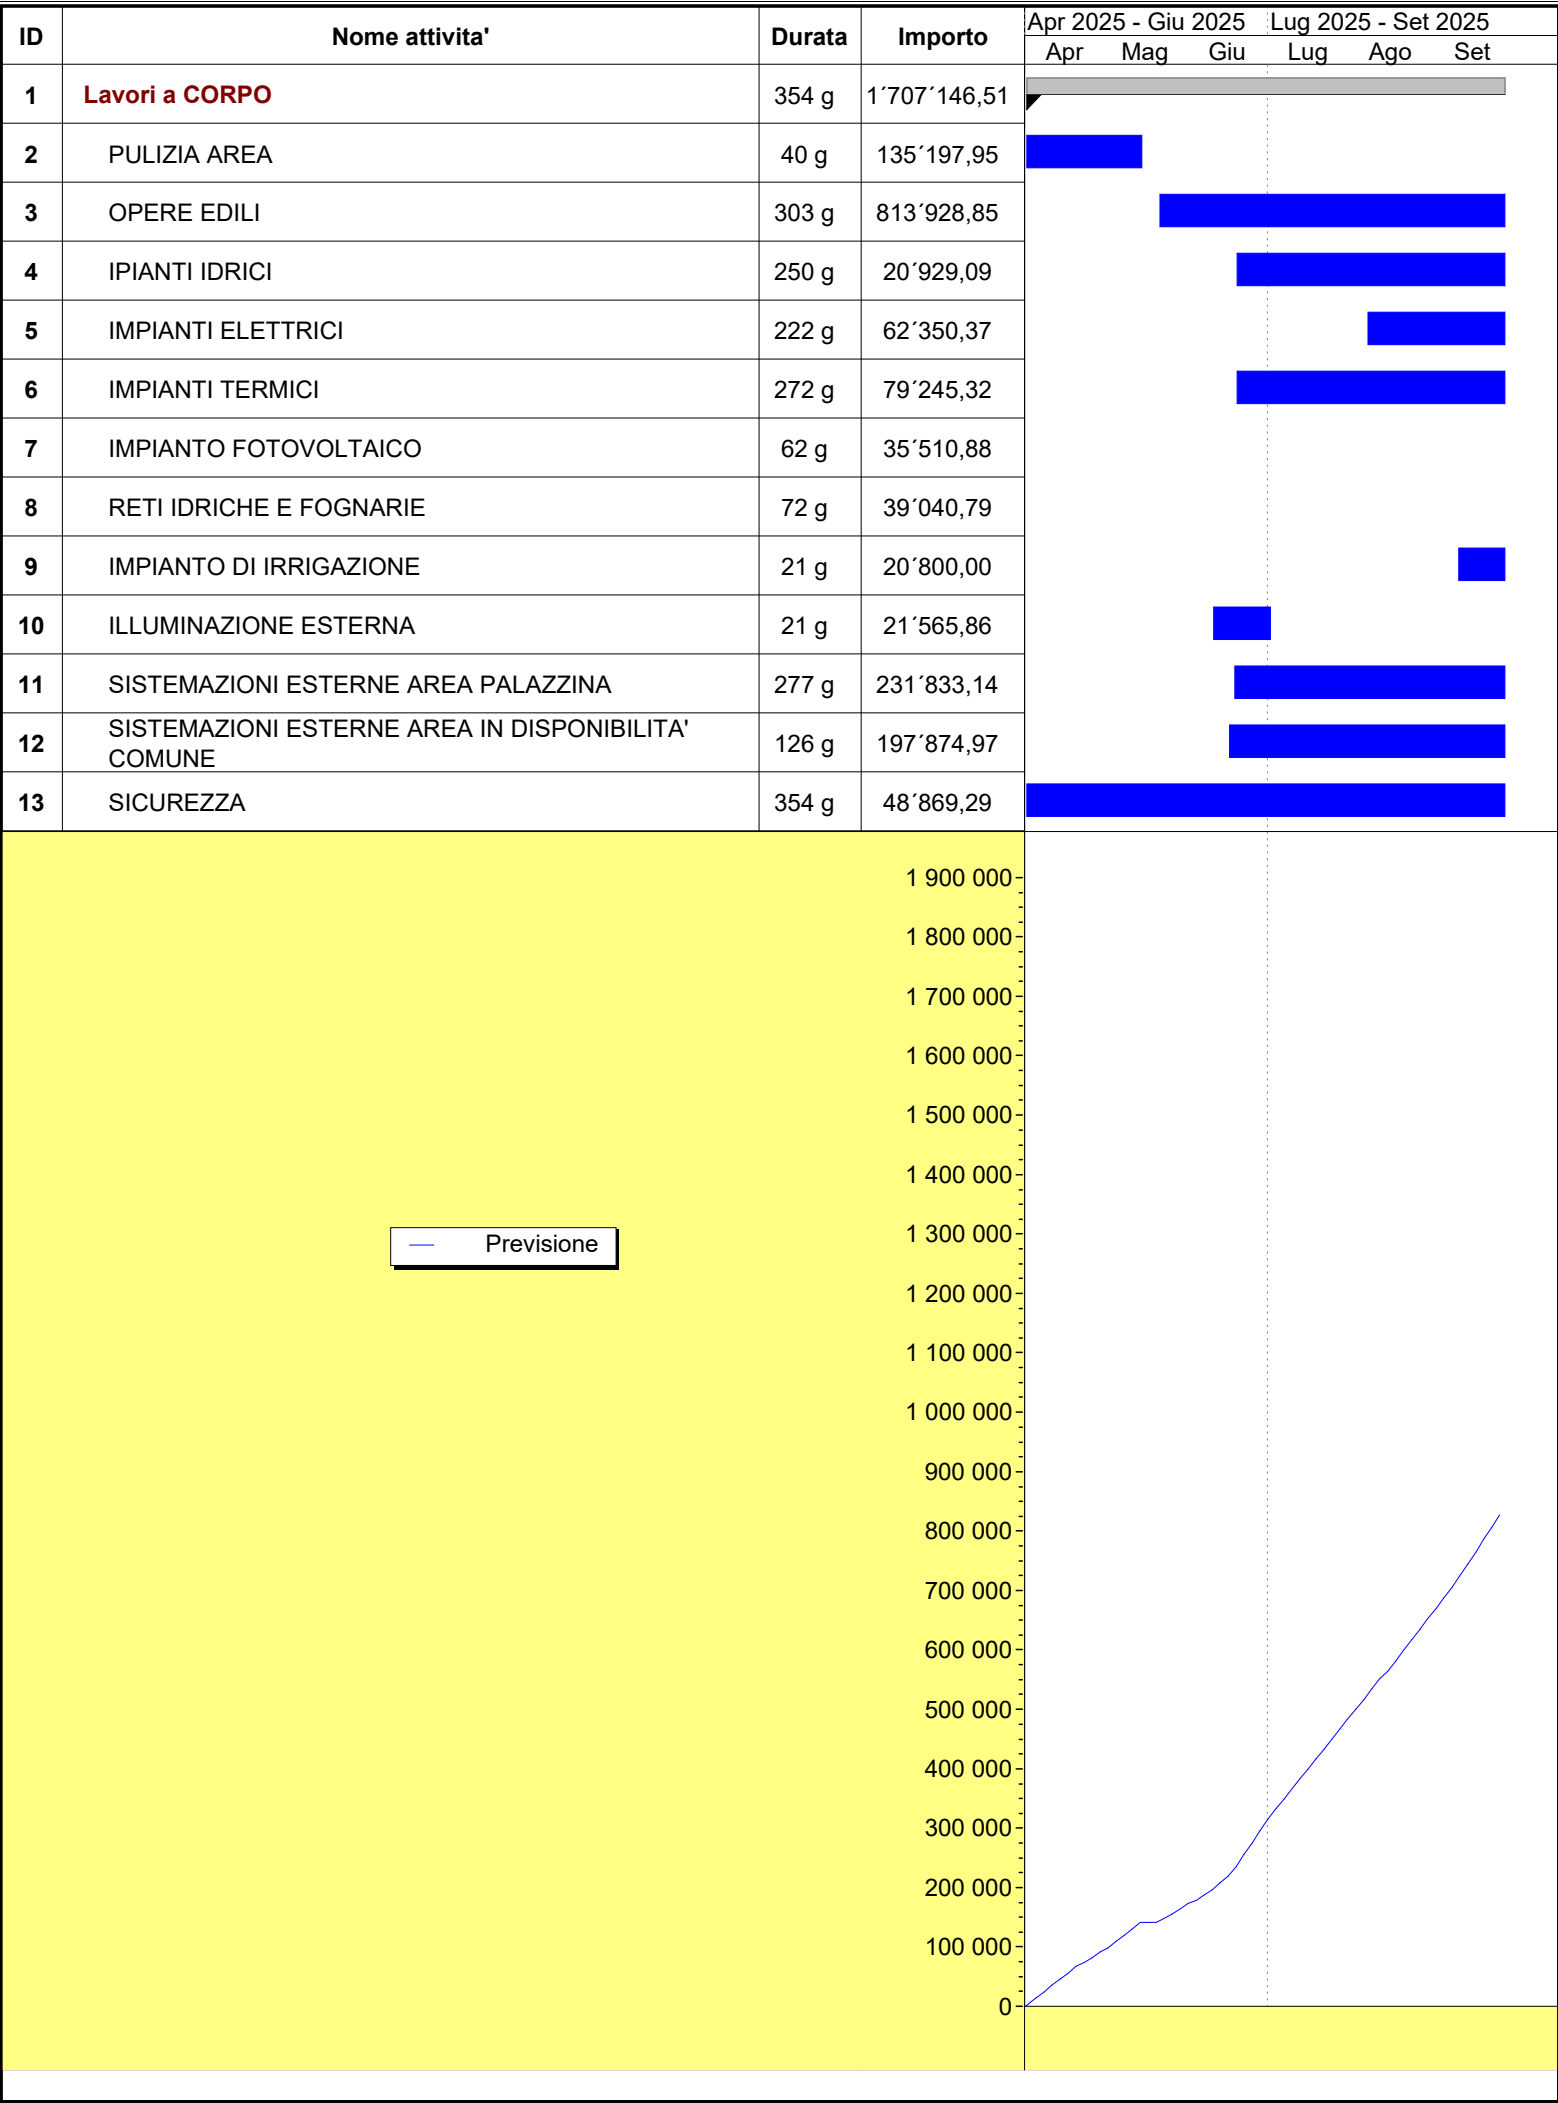 ID Nome attivita' Durata Importo Apr 2025 - Giu 2025 Lug 2025 - Set 2025
Apr Mag Giu Lug Ago Set
1 Lavori a CORPO 354 g 1´707´146,51
2 PULIZIA AREA 40 g 135´197,95
3 OPERE EDILI 303 g 813´928,85
4 IPIANTI IDRICI 250 g 20´929,09
5 IMPIANTI ELETTRICI 222 g 62´350,37
6 IMPIANTI TERMICI 272 g 79´245,32
7 IMPIANTO FOTOVOLTAICO 62 g 35´510,88
8 RETI IDRICHE E FOGNARIE 72 g 39´040,79
9 IMPIANTO DI IRRIGAZIONE 21 g 20´800,00
10 ILLUMINAZIONE ESTERNA 21 g 21´565,86
11 SISTEMAZIONI ESTERNE AREA PALAZZINA 277 g 231´833,14
12 SISTEMAZIONI ESTERNE AREA IN DISPONIBILITA' 126 g 197´874,97
COMUNE
13 SICUREZZA 354 g 48´869,29
1 900 000
1 800 000
1 700 000
1 600 000
1 500 000
1 400 000
1 300 000
Previsione
1 200 000
1 100 000
1 000 000
900 000
800 000
700 000
600 000
500 000
400 000
300 000
200 000
100 000
0